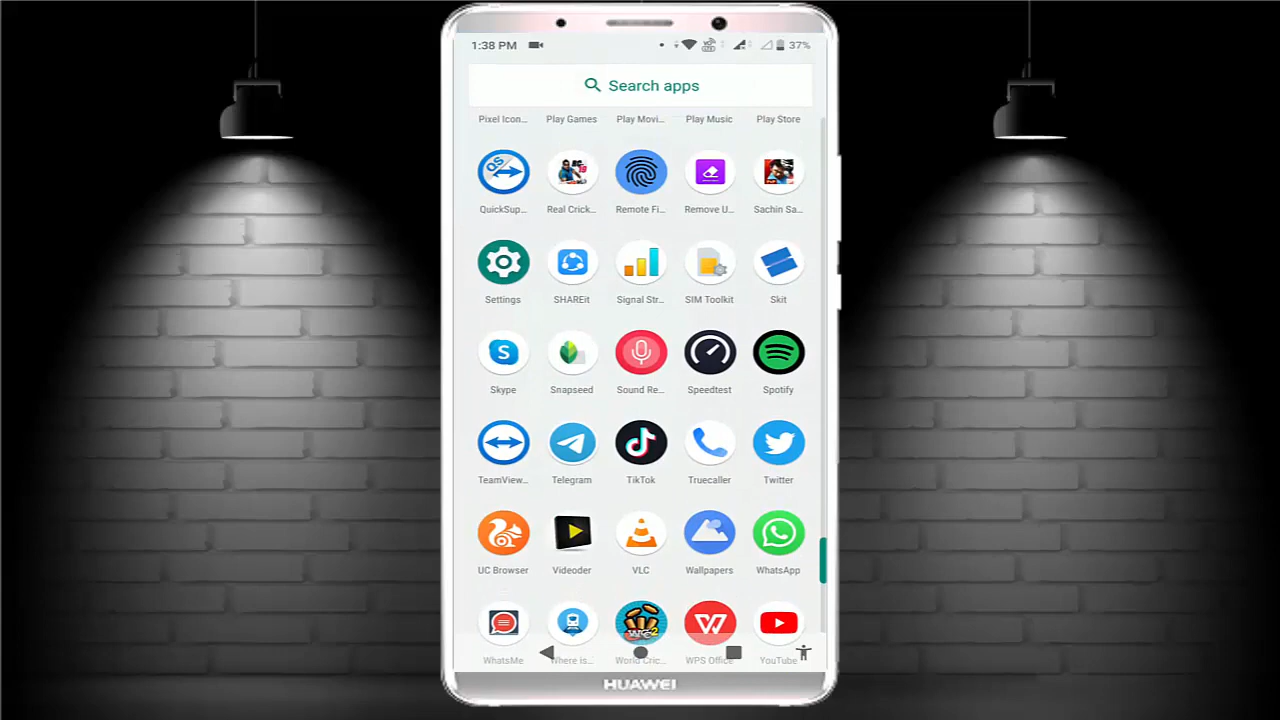 1:38 PM 37%
Search apps
Pixel Icon... Play Games Play Movi... Play Music Play Store
QuickSup... Real Crick... Remote Fi... Remove U... Sachin Sa...
Settings SHAREit Signal Str... SIM Toolkit Skit
Skype Snapseed Sound Re... Speedtest Spotify
TeamView... Telegram TikTok Truecaller Twitter
UC Browser Videoder VLC Wallpapers WhatsApp
WhatsMe Where is... World Cric... WPS Office YouTube
HUAWEI